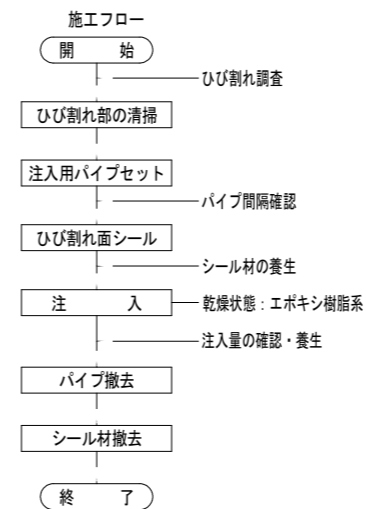 施工フロー
開　　始
ひび割れ調査
ひび割れ部の清掃
注入用パイプセット
パイプ間隔確認
ひび割れ面シール
シール材の養生
注　　入
乾燥状態：エポキシ樹脂系
注入量の確認・養生
パイプ撤去
シール材撤去
終　　了